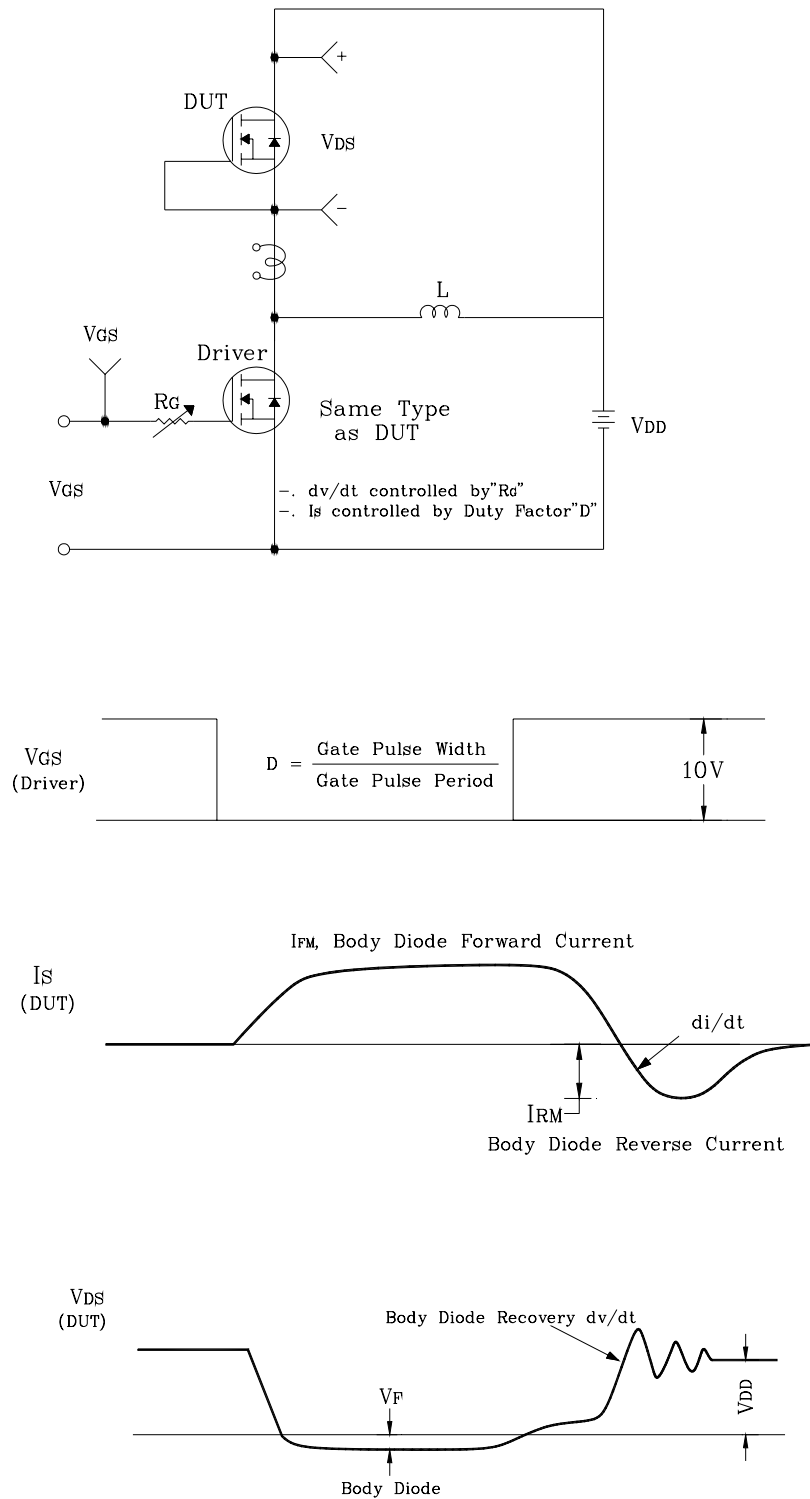 +
DUT
VDS
−
L
VGS
Driver
RG
Same Type
as DUT
VDD
VGS
−. dv/dt controlled by"RG"
−. Is controlled by Duty Factor"D"
VGS
(Driver)
D = Gate Pulse Width
Gate Pulse Period
10V
IFM, Body Diode Forward Current
IS
(DUT)
di/dt
IRM
Body Diode Reverse Current
VDS
(DUT)
Body Diode Recovery dv/dt
VF
VDD
Body Diode